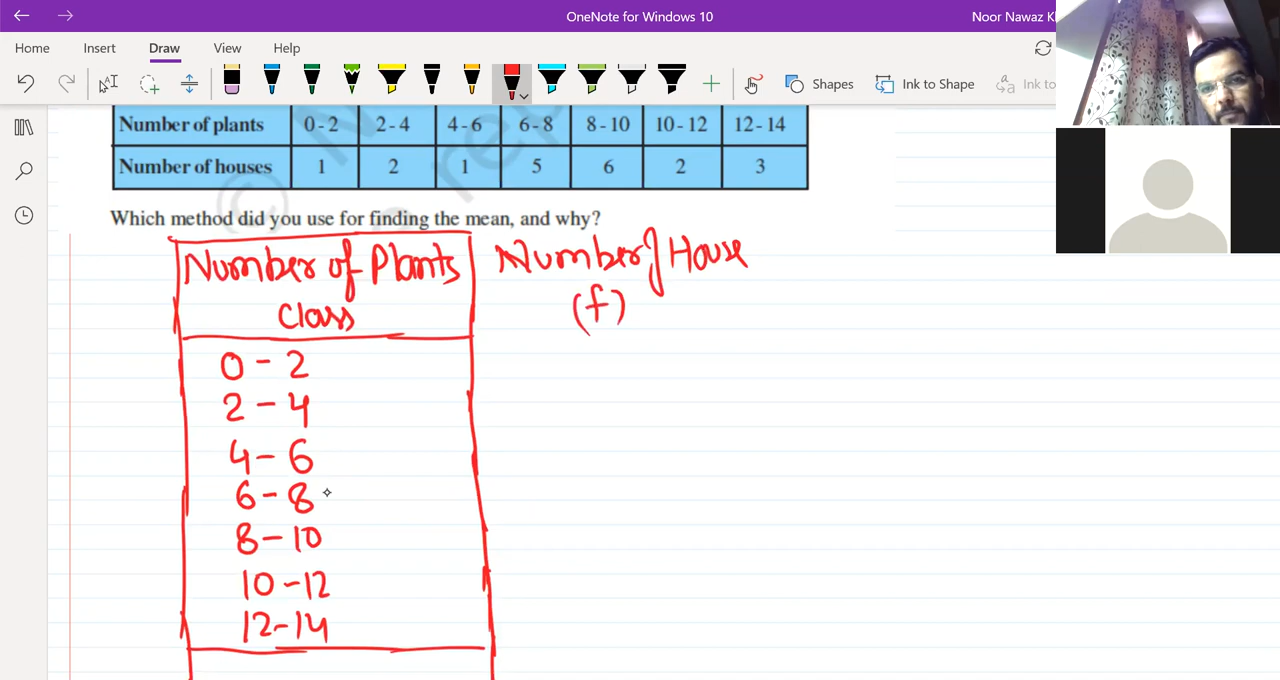 OneNote for Windows 10
Noor Nawaz K
Home Insert Draw View Help
Shapes Ink to Shape Ink to
Number of plants 0 - 2 2 - 4 4 - 6 6 - 8 8 - 10 10 - 12 12 - 14
Number of houses 1 2 1 5 6 2 3
Which method did you use for finding the mean, and why?
Number of Plants Number of House
class (f)
0 - 2
2 - 4
4 - 6
6 - 8
8 - 10
10 - 12
12 - 14